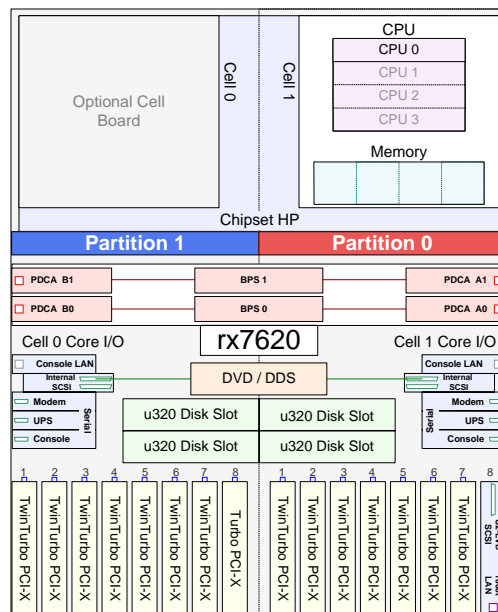 CPU
CPU 0
CPU 1
CPU 2
CPU 3
Optional Cell
Board
Cell 0
Cell 1
Memory
Chipset HP
Partition 1
Partition 0
PDCA B1
BPS 1
PDCA A1
PDCA B0
BPS 0
PDCA A0
rx7620
Cell 0 Core I/O
Cell 1 Core I/O
Console LAN
Internal
SCSI
Modem
UPS
Console
Serial
DVD / DDS
Console LAN
Internal
SCSI
Modem
UPS
Console
Serial
u320 Disk Slot
u320 Disk Slot
u320 Disk Slot
u320 Disk Slot
1 2 3 4 5 6 7 8
1 2 3 4 5 6 7 8
TwinTurbo PCI-X
TwinTurbo PCI-X
TwinTurbo PCI-X
TwinTurbo PCI-X
TwinTurbo PCI-X
TwinTurbo PCI-X
TwinTurbo PCI-X
Turbo PCI-X
TwinTurbo PCI-X
TwinTurbo PCI-X
TwinTurbo PCI-X
TwinTurbo PCI-X
TwinTurbo PCI-X
TwinTurbo PCI-X
TwinTurbo PCI-X
SCSI
LAN